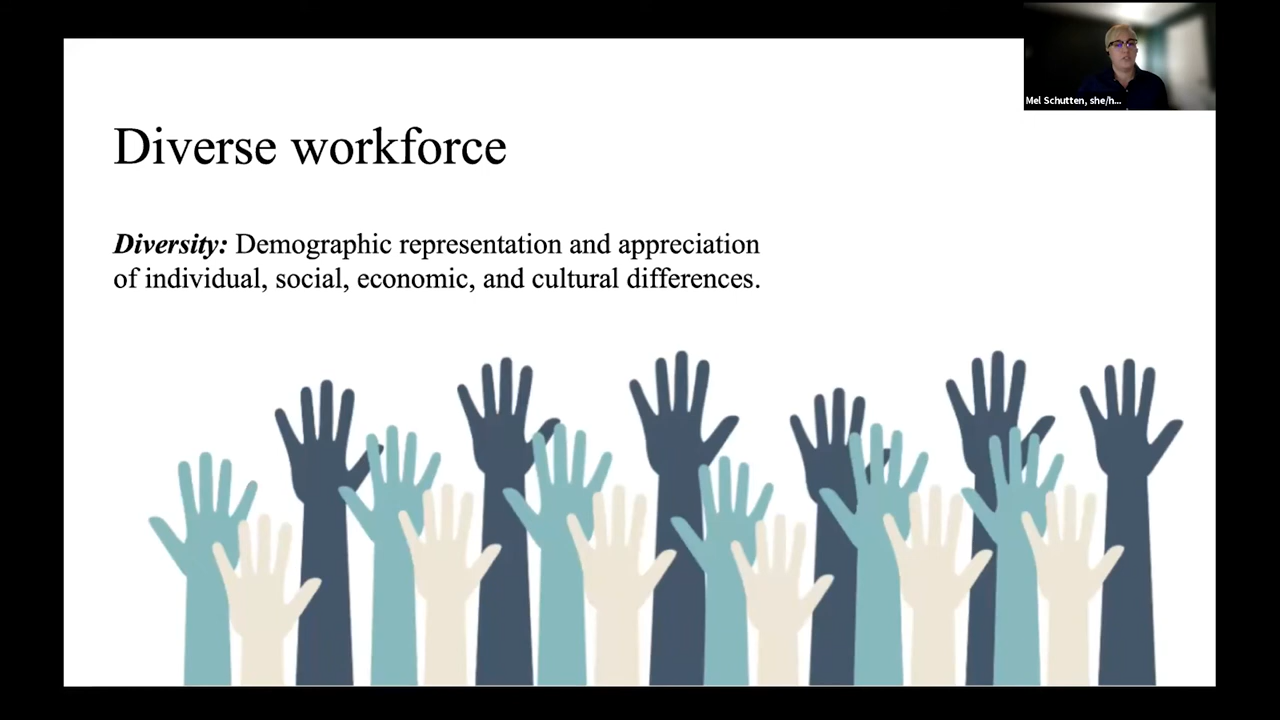 Mel Schutten, she/h...
Diverse workforce
Diversity: Demographic representation and appreciation
of individual, social, economic, and cultural differences.